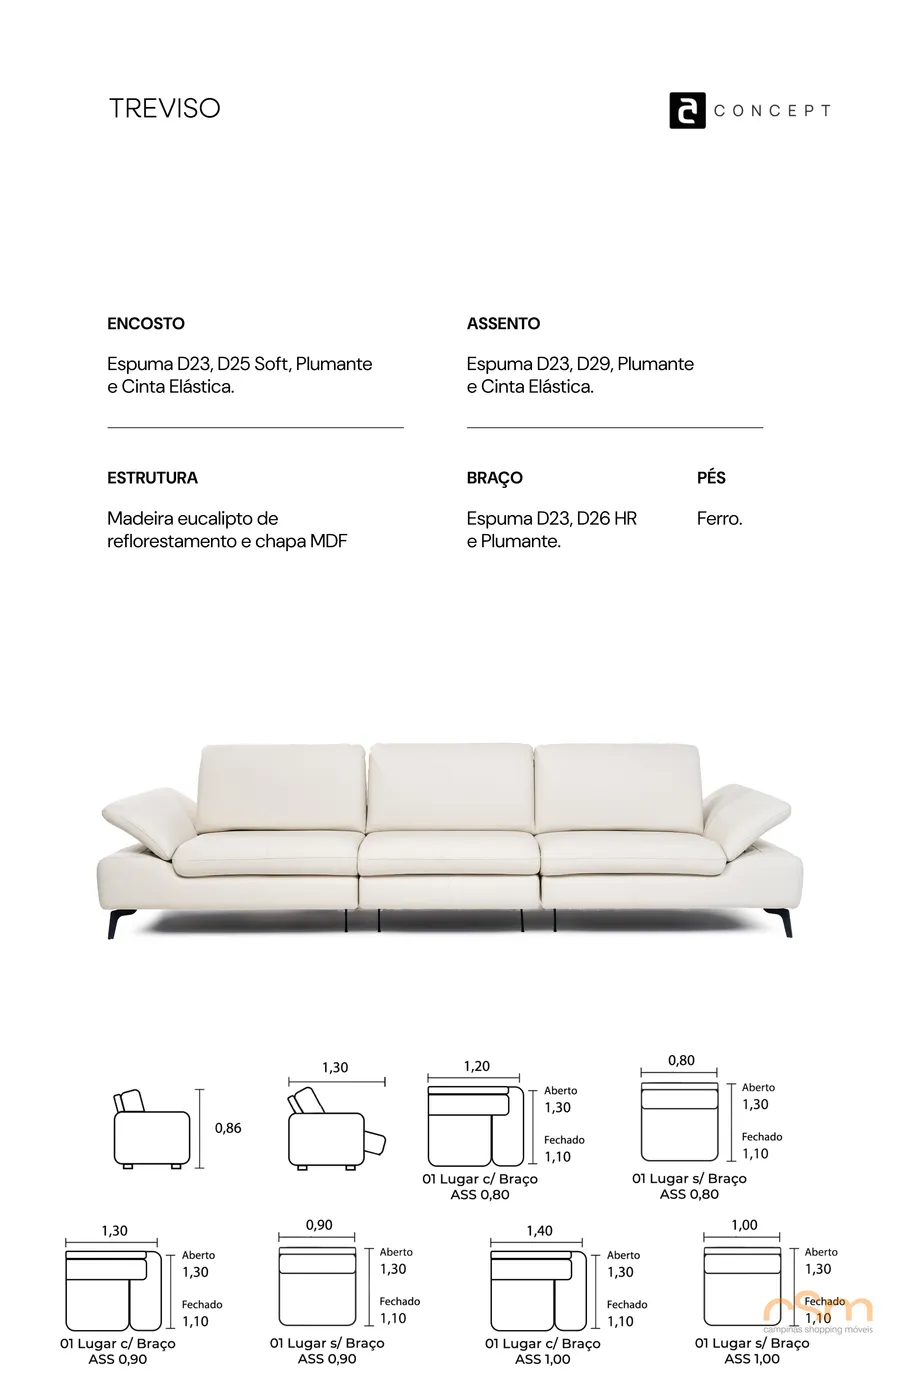 TREVISO
CONCEPT
ENCOSTO
Espuma D23, D25 Soft, Plumante
e Cinta Elástica.
ASSENTO
Espuma D23, D29, Plumante
e Cinta Elástica.
ESTRUTURA
Madeira eucalipto de
reflorestamento e chapa MDF
BRAÇO
Espuma D23, D26 HR
e Plumante.
PÉS
Ferro.
0,86
1,30
1,20
Aberto
1,30
Fechado
1,10
01 Lugar c/ Braço
ASS 0,80
0,80
Aberto
1,30
Fechado
1,10
01 Lugar s/ Braço
ASS 0,80
1,30
Aberto
1,30
Fechado
1,10
01 Lugar c/ Braço
ASS 0,90
0,90
Aberto
1,30
Fechado
1,10
01 Lugar s/ Braço
ASS 0,90
1,40
Aberto
1,30
Fechado
1,10
01 Lugar c/ Braço
ASS 1,00
1,00
Aberto
1,30
Fechado
1,10
01 Lugar s/ Braço
ASS 1,00
csm
campinas shopping móveis